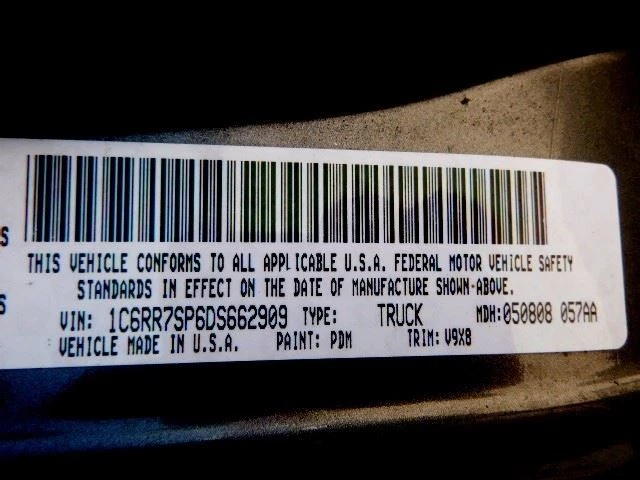 THIS VEHICLE CONFORMS TO ALL APPLICABLE U.S.A. FEDERAL MOTOR VEHICLE SAFETY
STANDARDS IN EFFECT ON THE DATE OF MANUFACTURE SHOWN-ABOVE.
VIN: 1C6RR7SP6DS662909 TYPE: TRUCK MDH:050808 057AA
VEHICLE MADE IN U.S.A. PAINT: PDM TRIM: V9X8